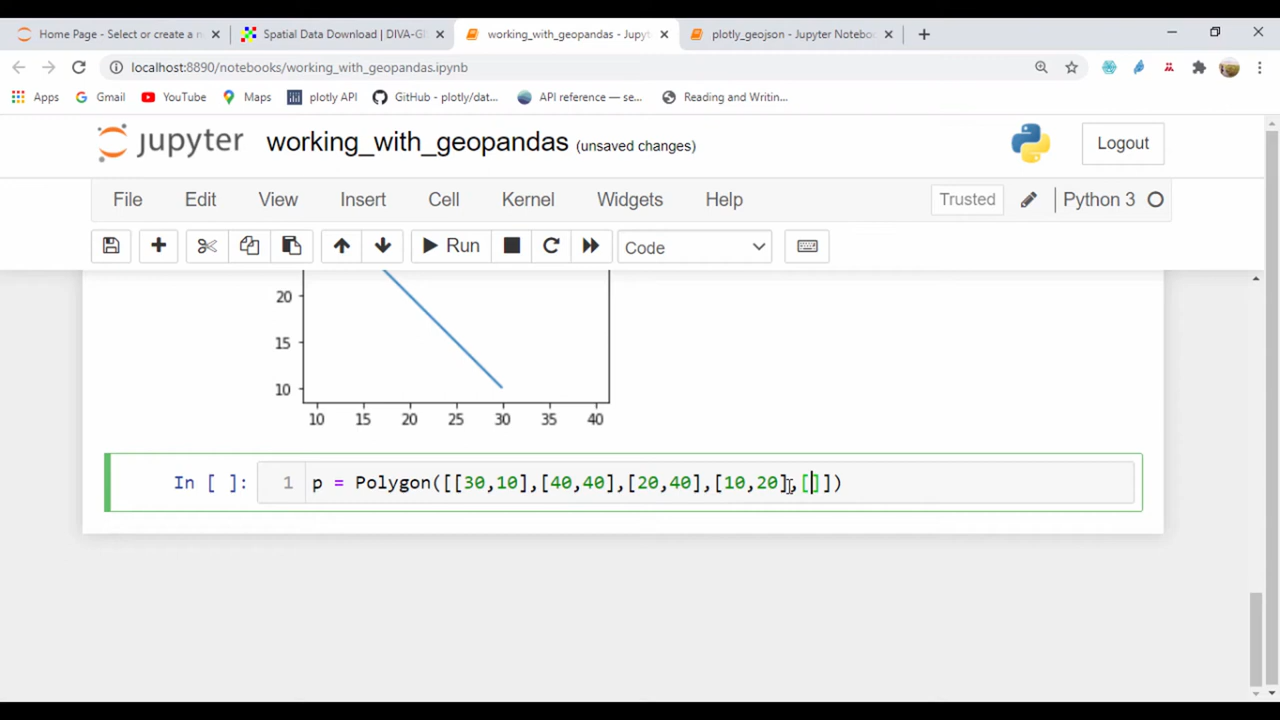 Home Page - Select or create a n
Spatial Data Download | DIVA-GI
working_with_geopandas - Jupyt
plotly_geojson - Jupyter Noteboo
localhost:8890/notebooks/working_with_geopandas.ipynb
Apps
Gmail
YouTube
Maps
plotly API
GitHub - plotly/dat...
API reference — se...
Reading and Writin...
jupyter working_with_geopandas (unsaved changes)
Logout
File Edit View Insert Cell Kernel Widgets Help
Trusted
Python 3
Run
Code
20
15
10
10 15 20 25 30 35 40
In [ ]: 1 p = Polygon([[30,10],[40,40],[20,40],[10,20],[]])